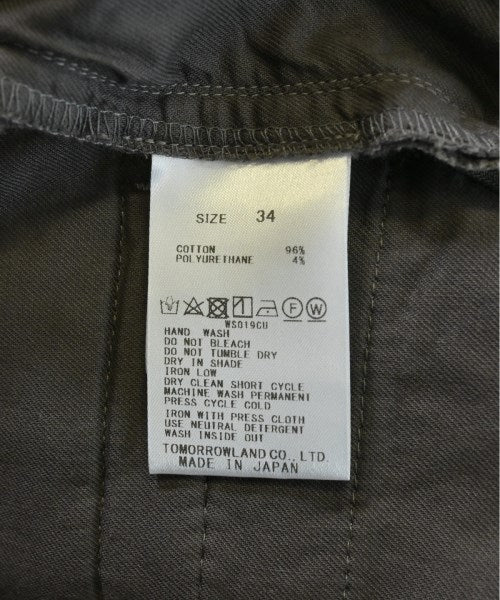 SIZE 34
COTTON 96%
POLYURETHANE 4%
F W
WS019CU
HAND WASH
DO NOT BLEACH
DO NOT TUMBLE DRY
DRY IN SHADE
IRON LOW
DRY CLEAN SHORT CYCLE
MACHINE WASH PERMANENT
PRESS CYCLE COLD
IRON WITH PRESS CLOTH
USE NEUTRAL DETERGENT
WASH INSIDE OUT
TOMORROWLAND CO., LTD.
MADE IN JAPAN